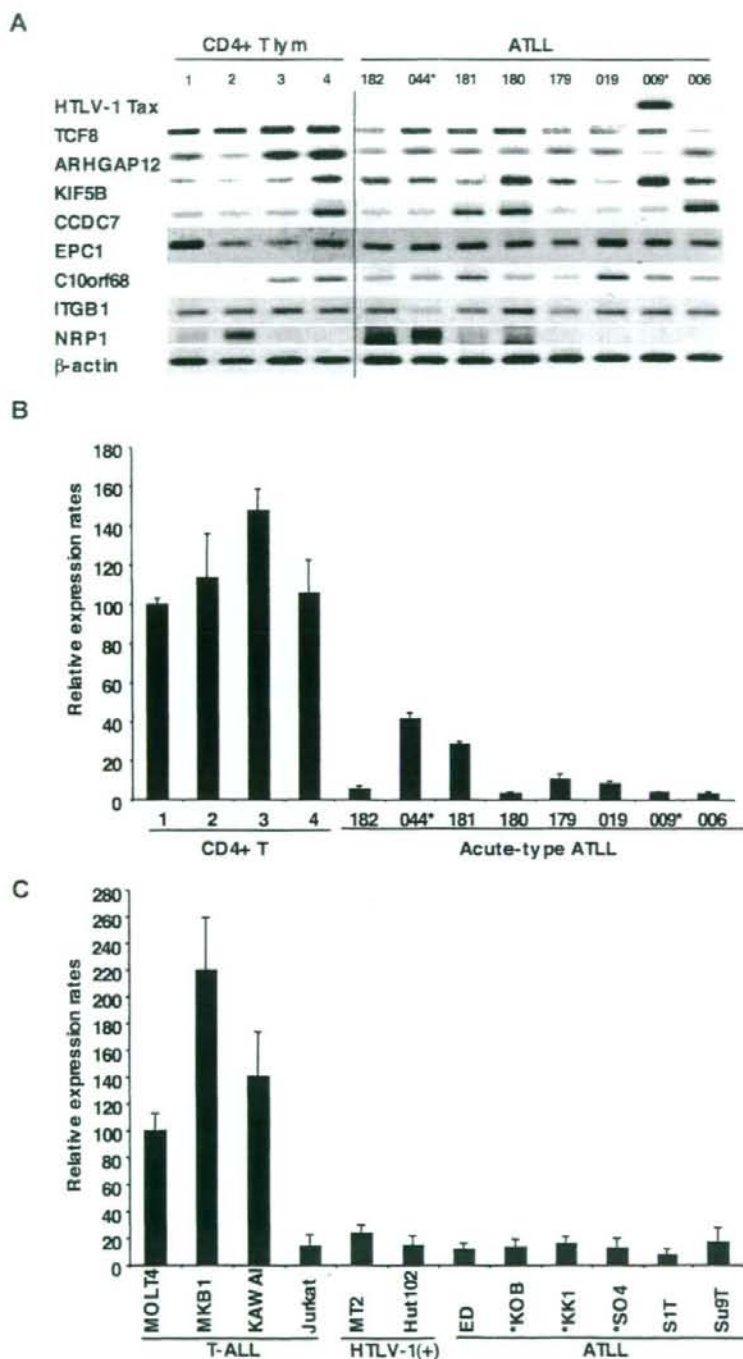 A
CD4+ T lym ATLL
1 2 3 4 182 044* 181 180 179 019 009* 006
HTLV-1 Tax
TCF8
ARHGAP12
KIF5B
CCDC7
EPC1
C10orf68
ITGB1
NRP1
β-actin
B
Relative expression rates
180
160
140
120
100
80
60
40
20
0
1 2 3 4 182 044* 181 180 179 019 009* 006
CD4+ T Acute-type ATLL
C
Relative expression rates
280
260
240
220
200
180
160
140
120
100
80
60
40
20
0
MOLT4 MKB1 KAWAI Jurkat MT2 Hut102 ED *KOB *KK1 *SO4 S1T Su9T
T-ALL HTLV-1(+) ATLL